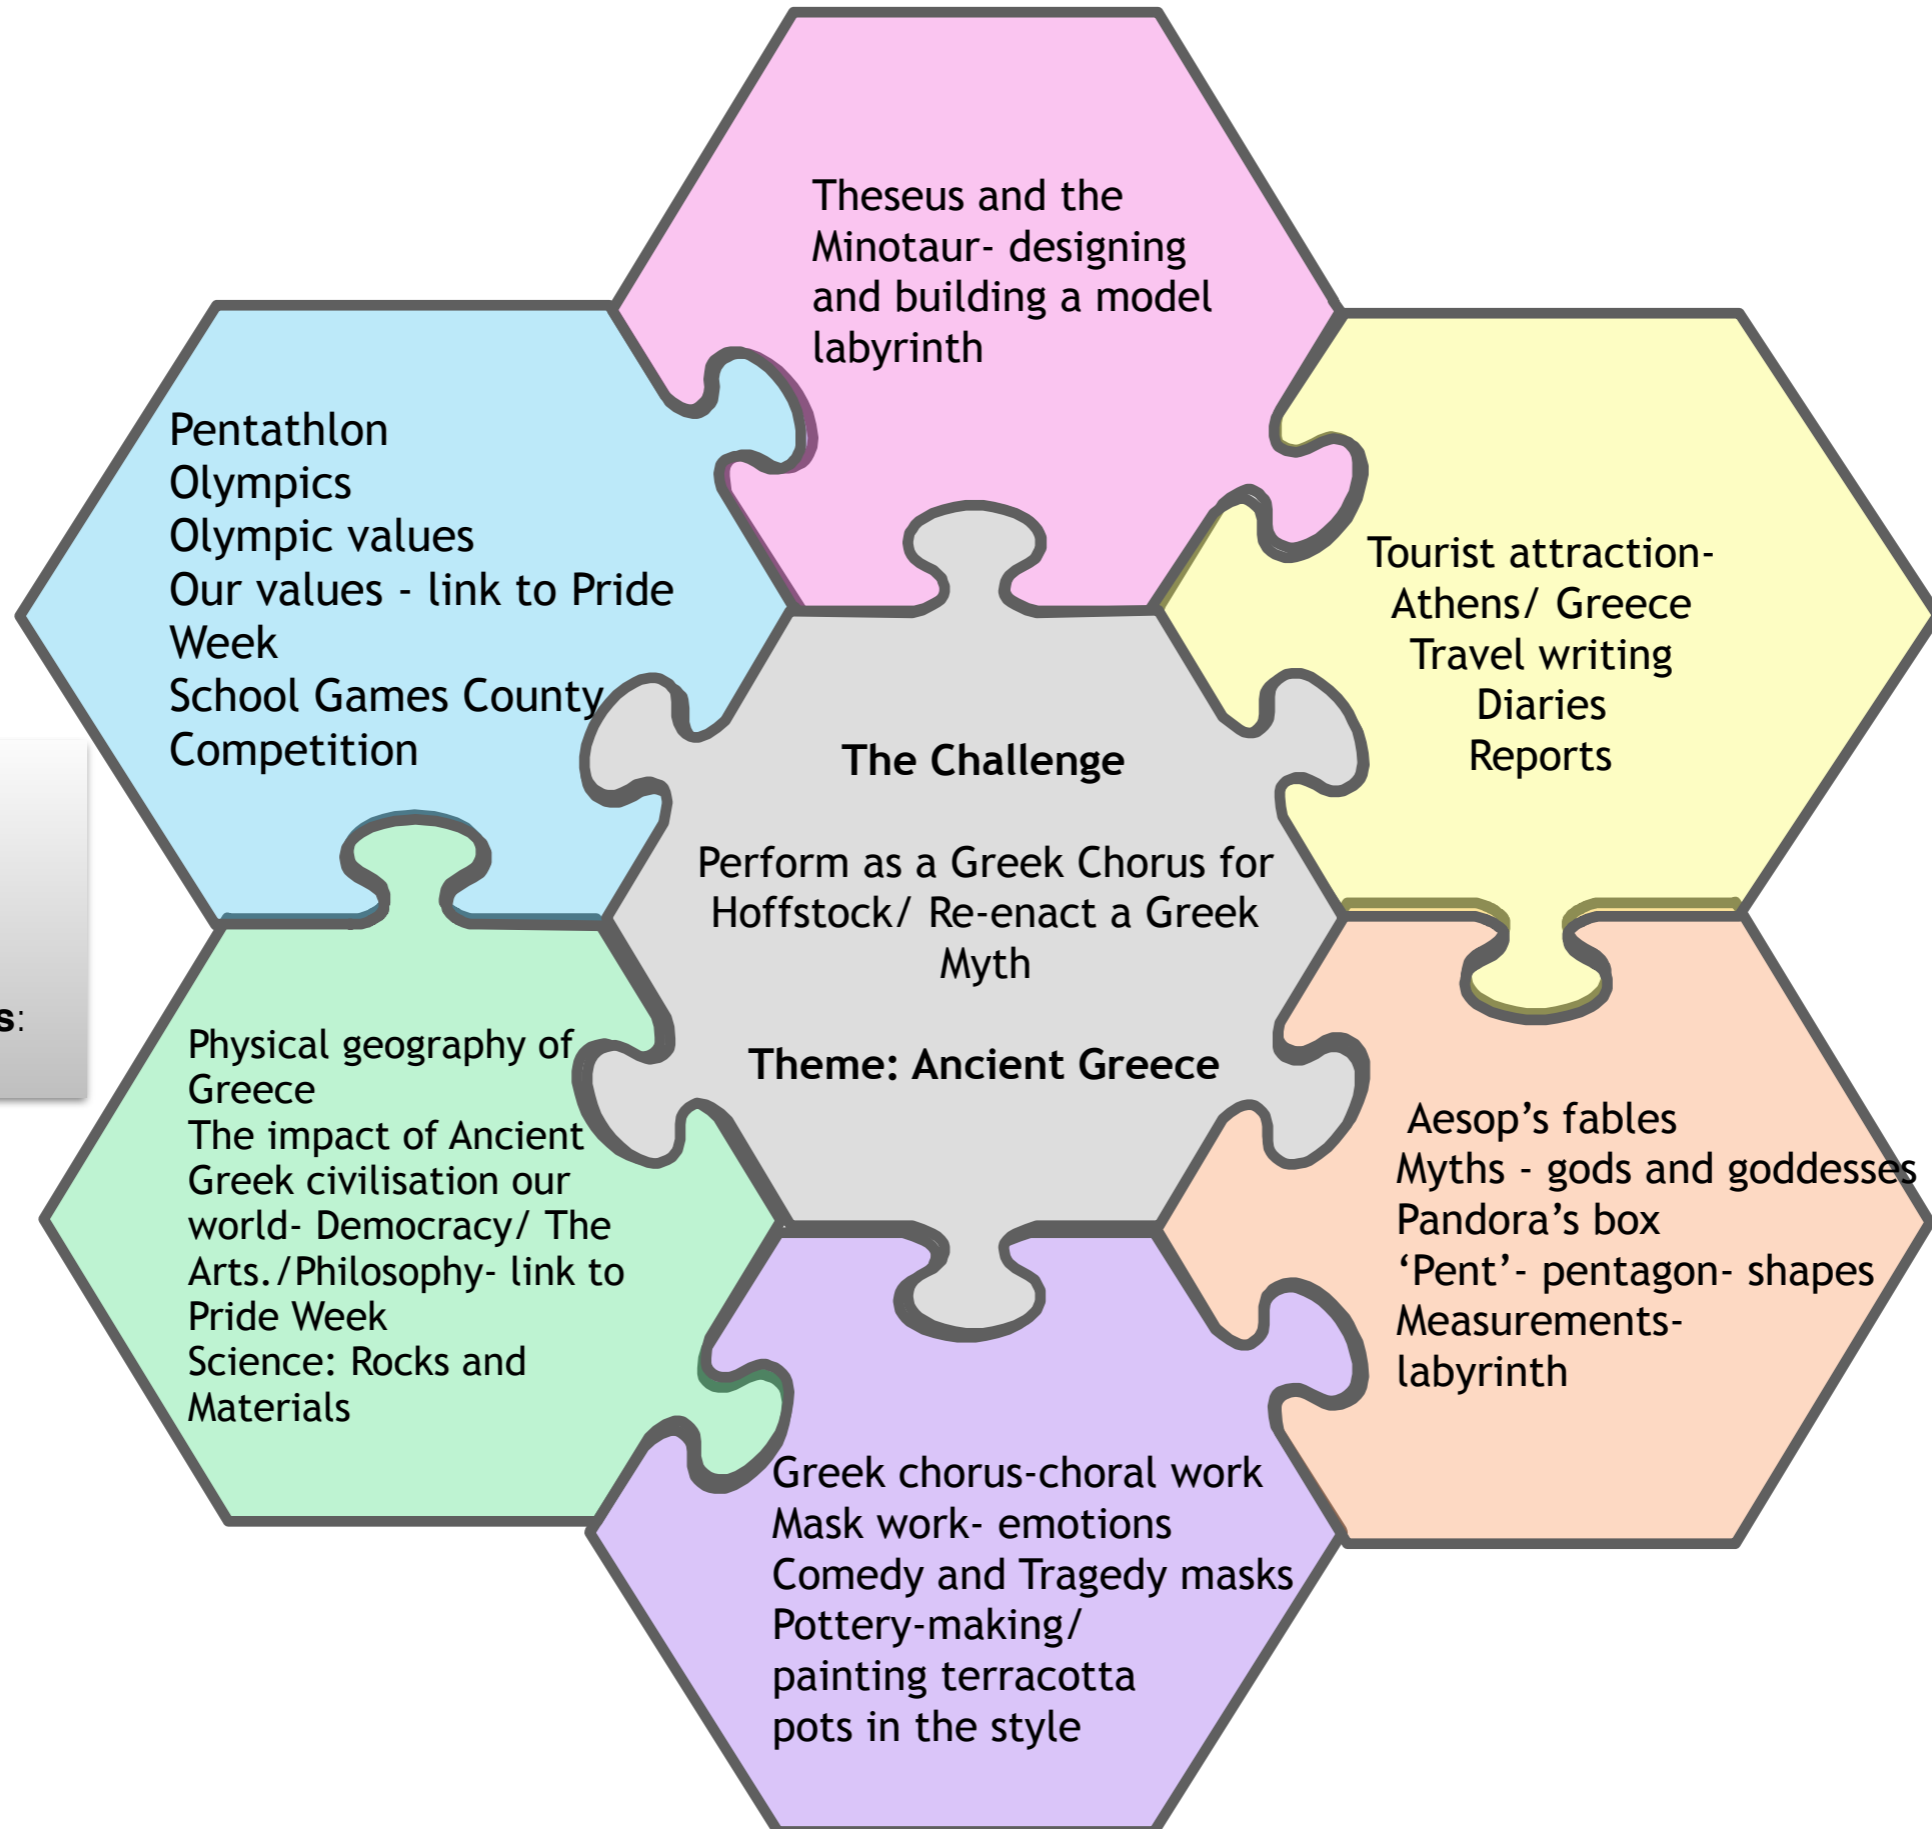 Theseus and the
Minotaur- designing
and building a model
labyrinth
Pentathlon
Olympics
Olympic values
Our values - link to Pride
Week
School Games County
Competition
Tourist attraction-
Athens/ Greece
Travel writing
Diaries
Reports
The Challenge
Perform as a Greek Chorus for
Hoffstock/ Re-enact a Greek
Myth
Theme: Ancient Greece
s:
Physical geography of
Greece
The impact of Ancient
Greek civilisation our
world- Democracy/ The
Arts./Philosophy- link to
Pride Week
Science: Rocks and
Materials
Aesop’s fables
Myths - gods and goddesses
Pandora’s box
‘Pent’- pentagon- shapes
Measurements-
labyrinth
Greek chorus-choral work
Mask work- emotions
Comedy and Tragedy masks
Pottery-making/
painting terracotta
pots in the style